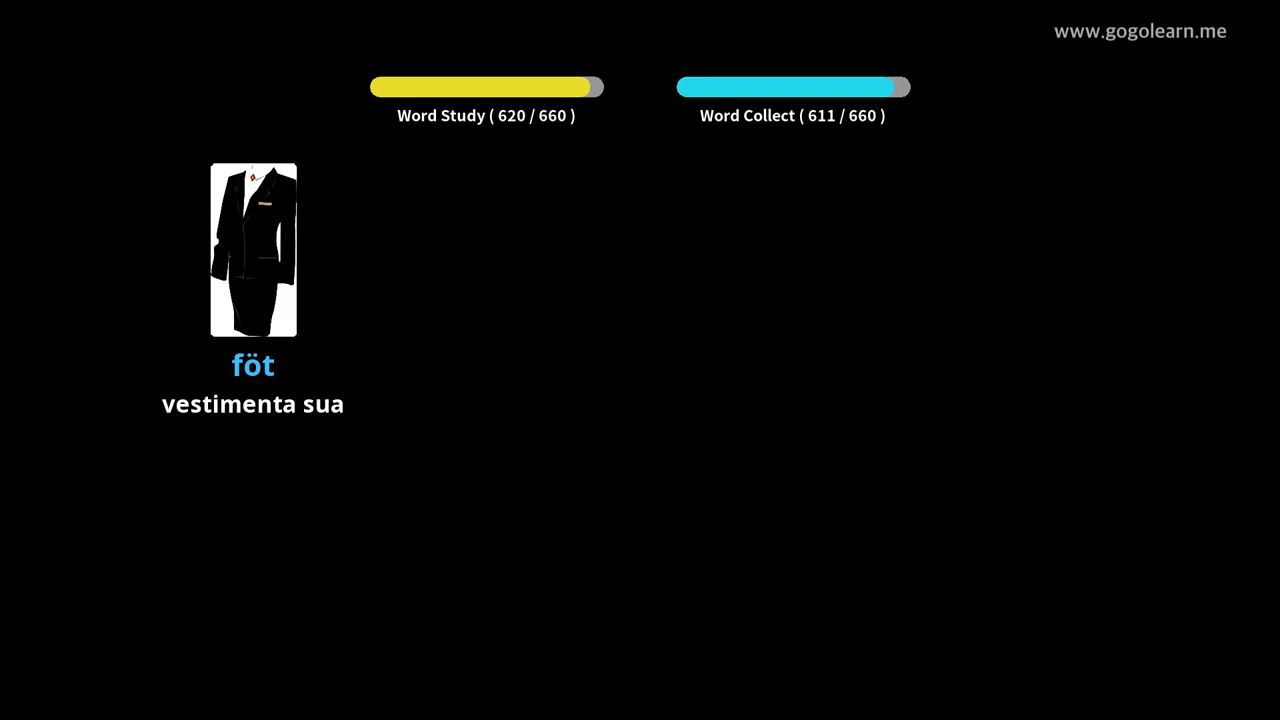 www.gogolearn.me
Word Study ( 620 / 660 )
Word Collect ( 611 / 660 )
föt
vestimenta sua